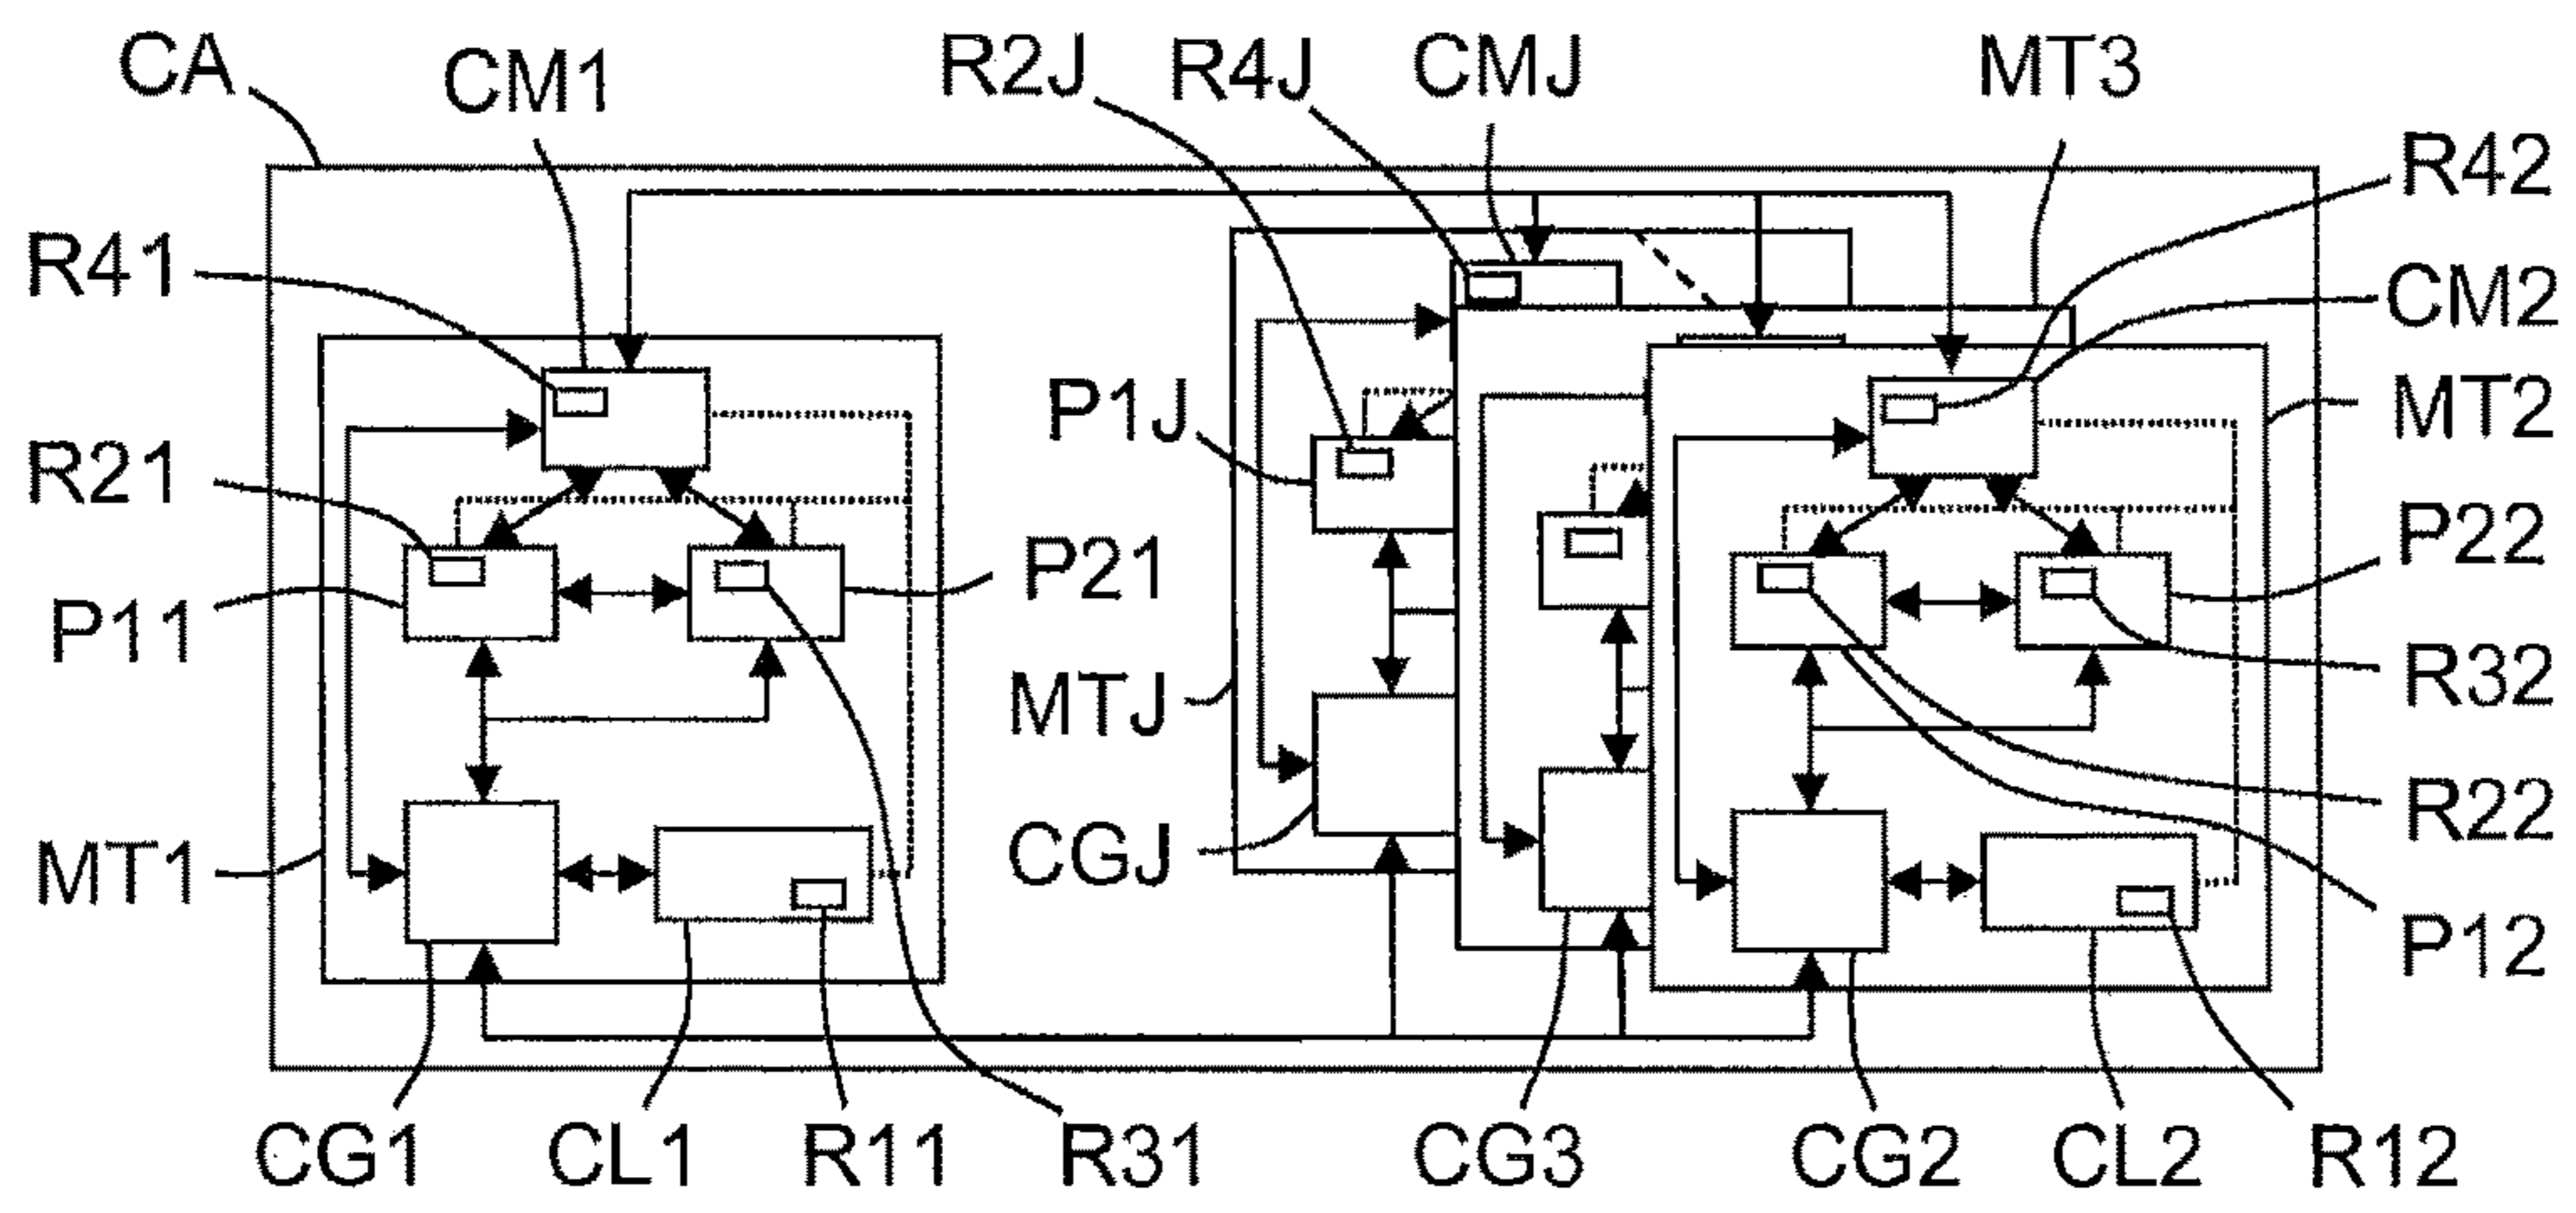 CA CM1 R2J R4J CMJ MT3
R42
R41
CM2
P1J MT2
R21
P22
P21
P11
R32
MTJ
R22
MT1 CGJ
P12
CG1 CL1 R11 R31 CG3 CG2 CL2 R12